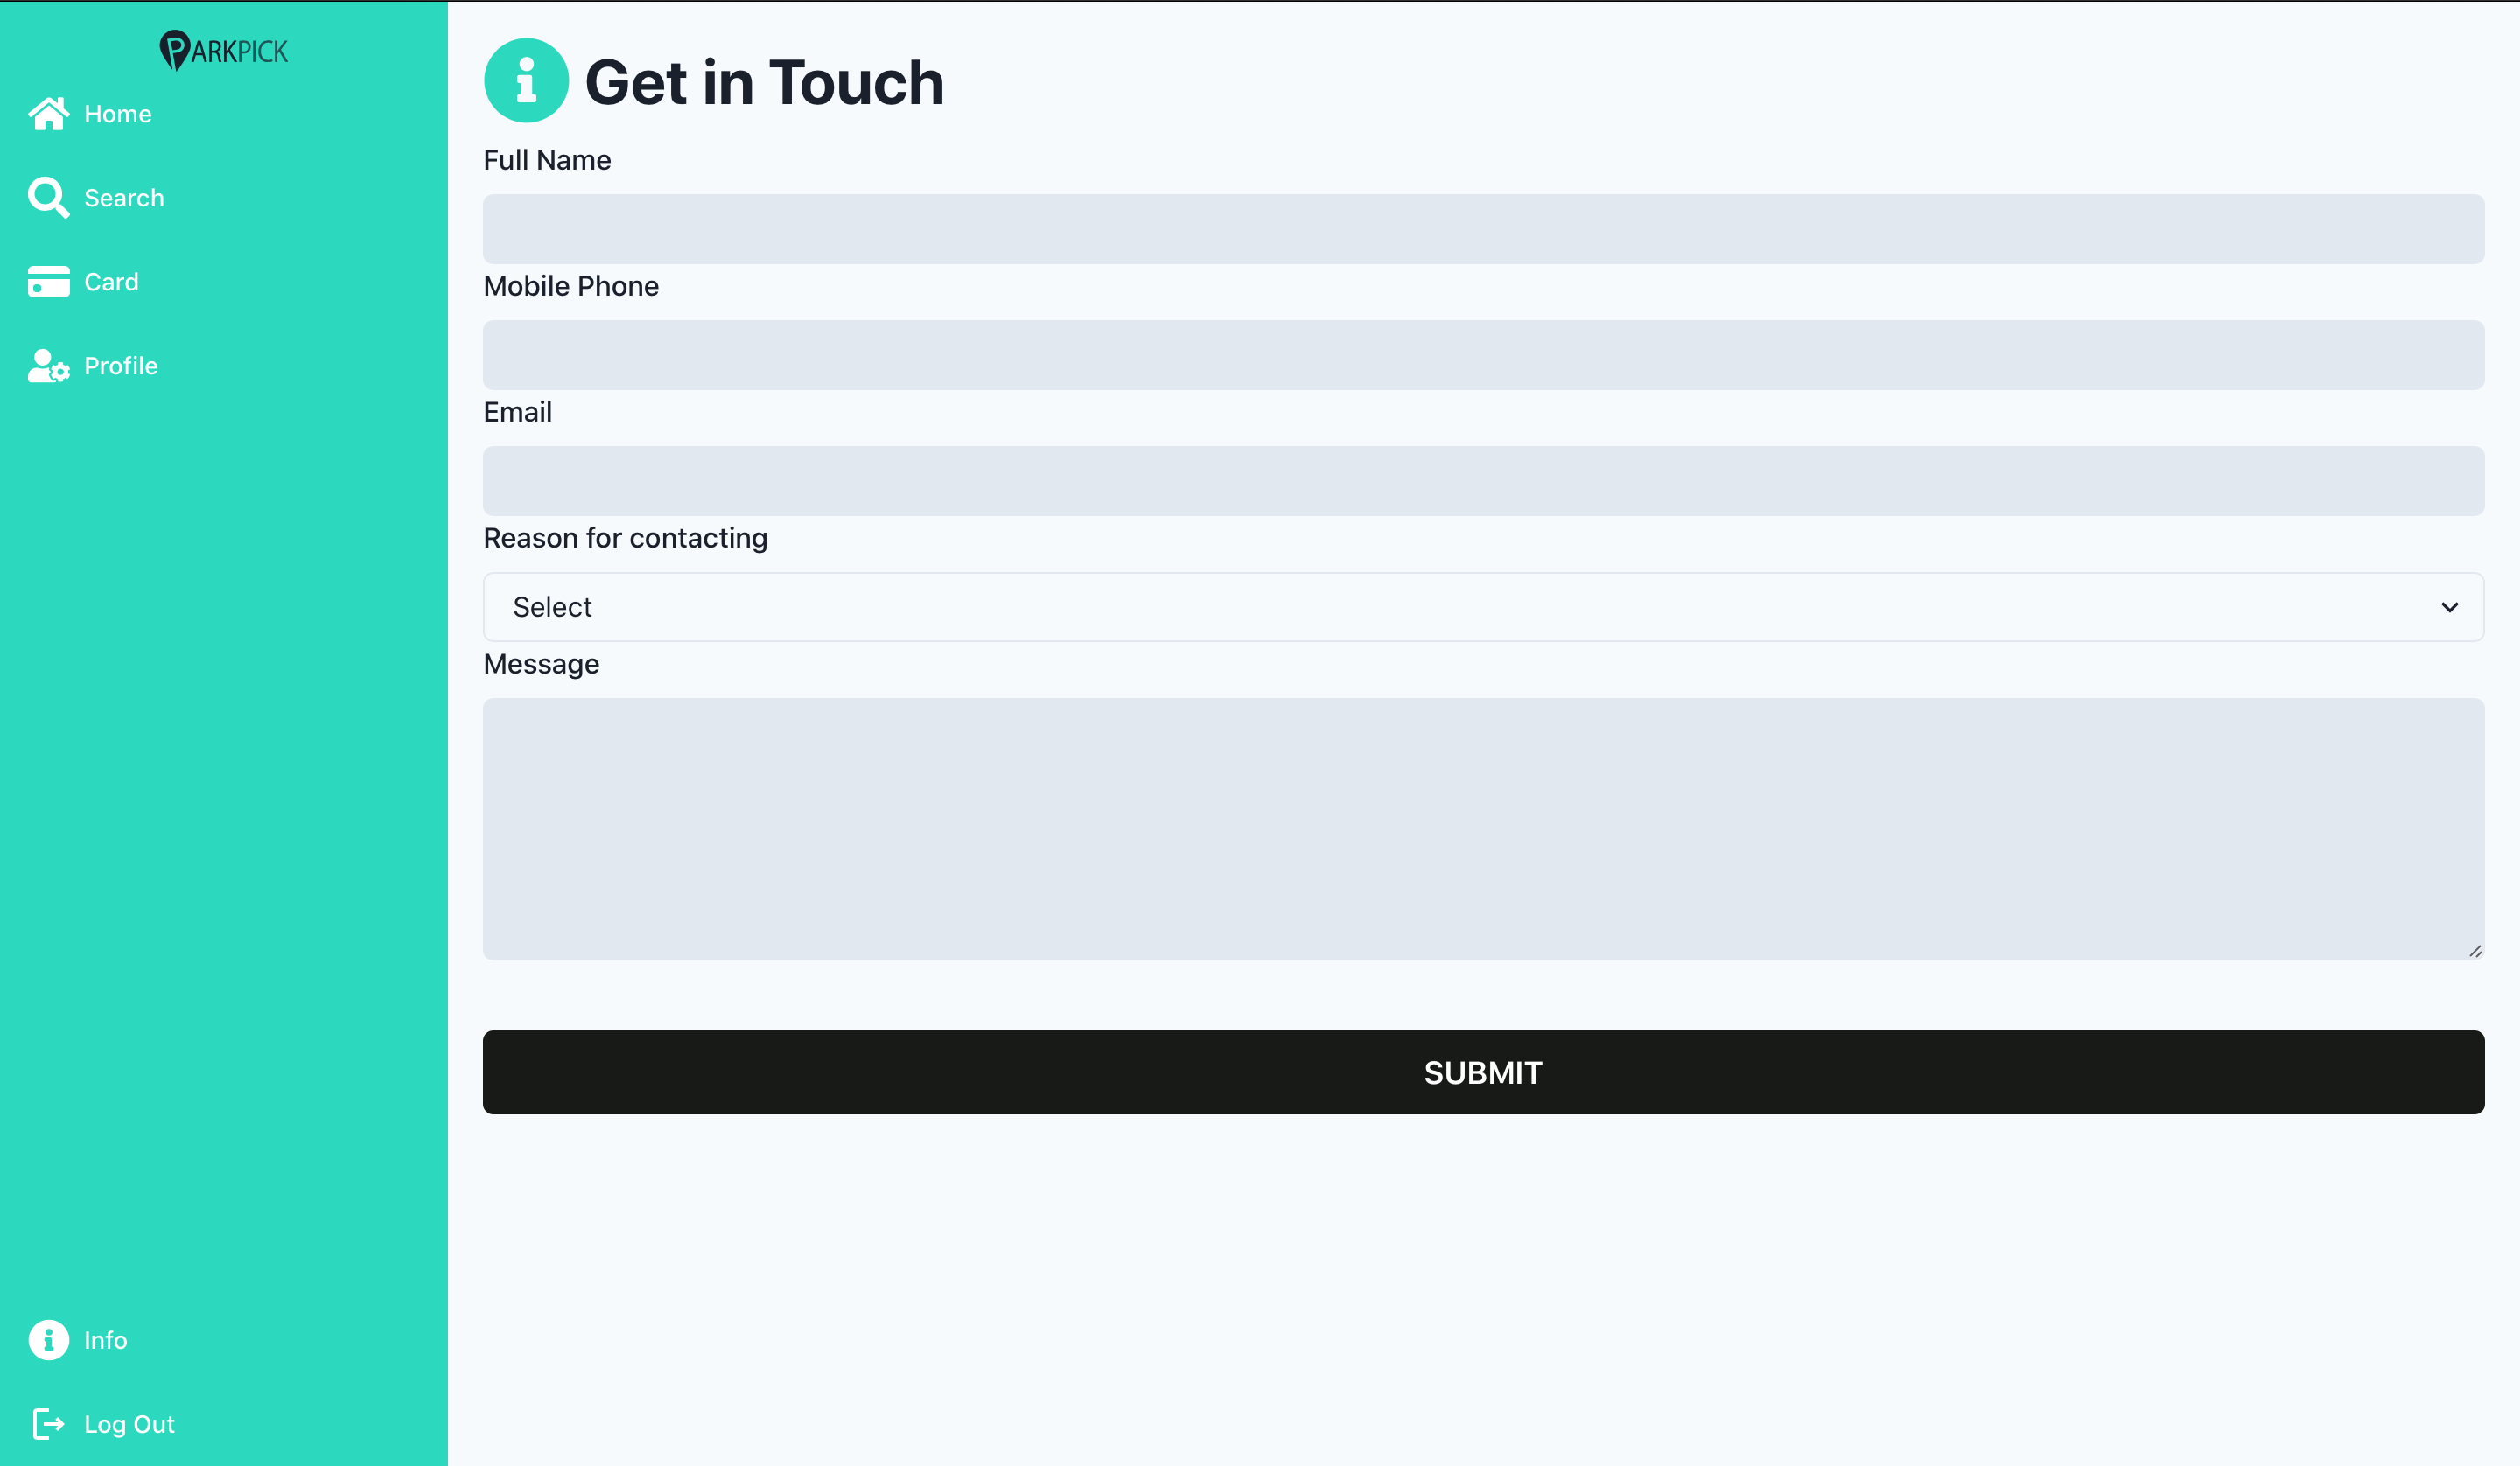 PARKPICK
Home
Search
Card
Profile
Info
Log Out
Get in Touch
Full Name
Mobile Phone
Email
Reason for contacting
Select
Message
SUBMIT